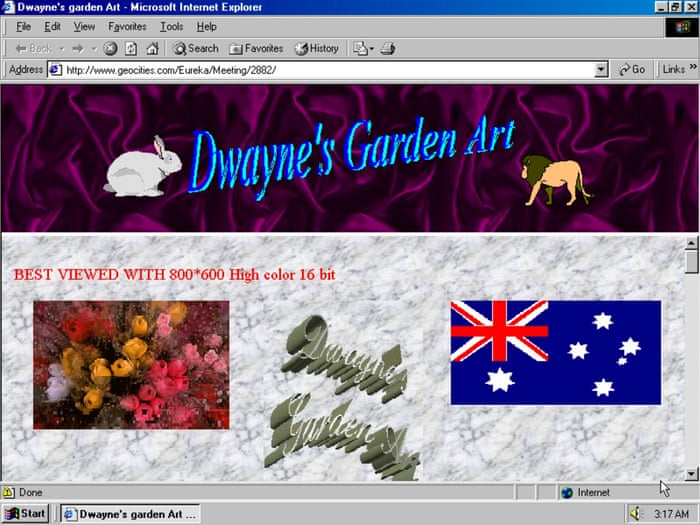 Dwayne's garden Art - Microsoft Internet Explorer
File Edit View Favorites Tools Help
Back Search Favorites History
Address http://www.geocities.com/Eureka/Meeting/2882/ Go Links »
Dwayne's Garden Art
BEST VIEWED WITH 800*600 High color 16 bit
Dwayne's
Garden Art
Done Internet
Start Dwayne's garden Art ... 3:17 AM